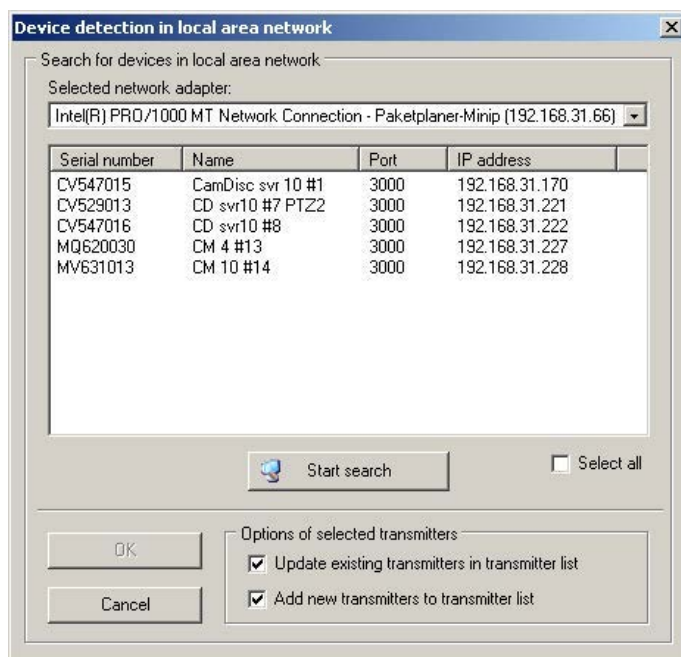 Device detection in local area network
Search for devices in local area network
Selected network adapter:
Intel(R) PRO/1000 MT Network Connection - Paketplaner-Minip (192.168.31.66)
Serial number Name Port IP address
CV547015 CamDisc svr 10 #1 3000 192.168.31.170
CV529013 CD svr10 #7 PTZ2 3000 192.168.31.221
CV547016 CD svr10 #8 3000 192.168.31.222
MQ620030 CM 4 #13 3000 192.168.31.227
MV631013 CM 10 #14 3000 192.168.31.228
Start search
Select all
OK
Options of selected transmitters
Update existing transmitters in transmitter list
Cancel
Add new transmitters to transmitter list